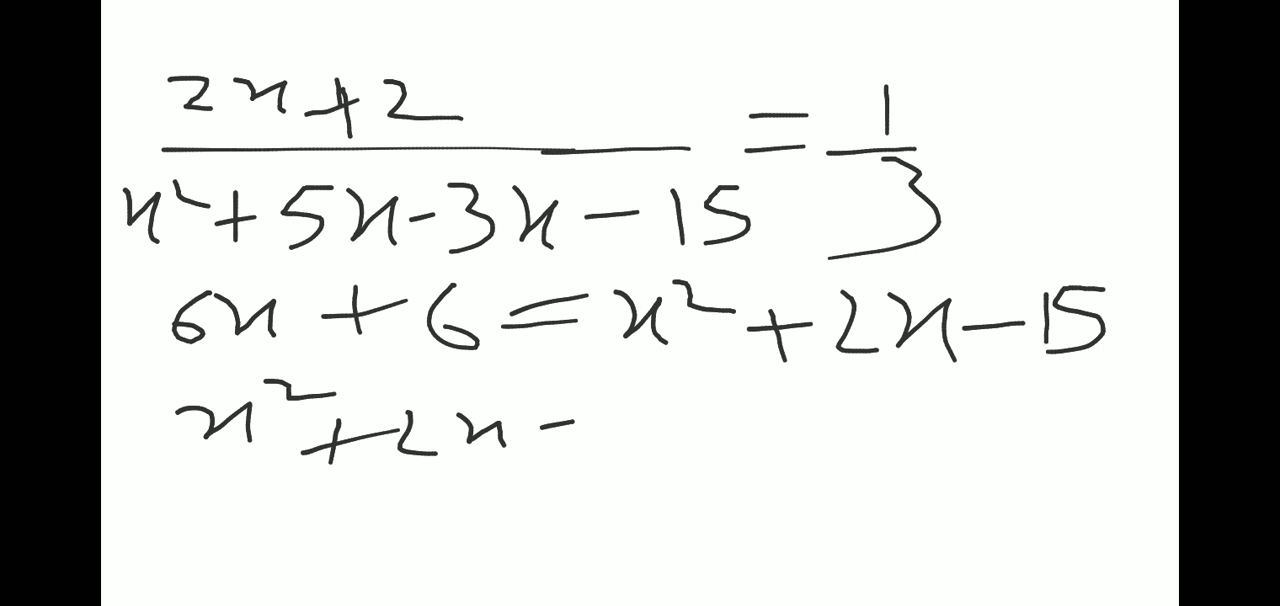 2x+2 / x²+5x-3x-15 = 1/3
6x+6=x²+2x-15
x²+2x-